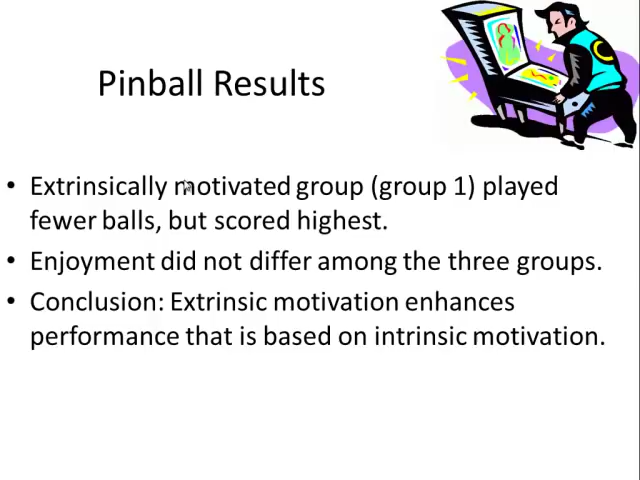 Pinball Results
• Extrinsically motivated group (group 1) played
fewer balls, but scored highest.
• Enjoyment did not differ among the three groups.
• Conclusion: Extrinsic motivation enhances
performance that is based on intrinsic motivation.